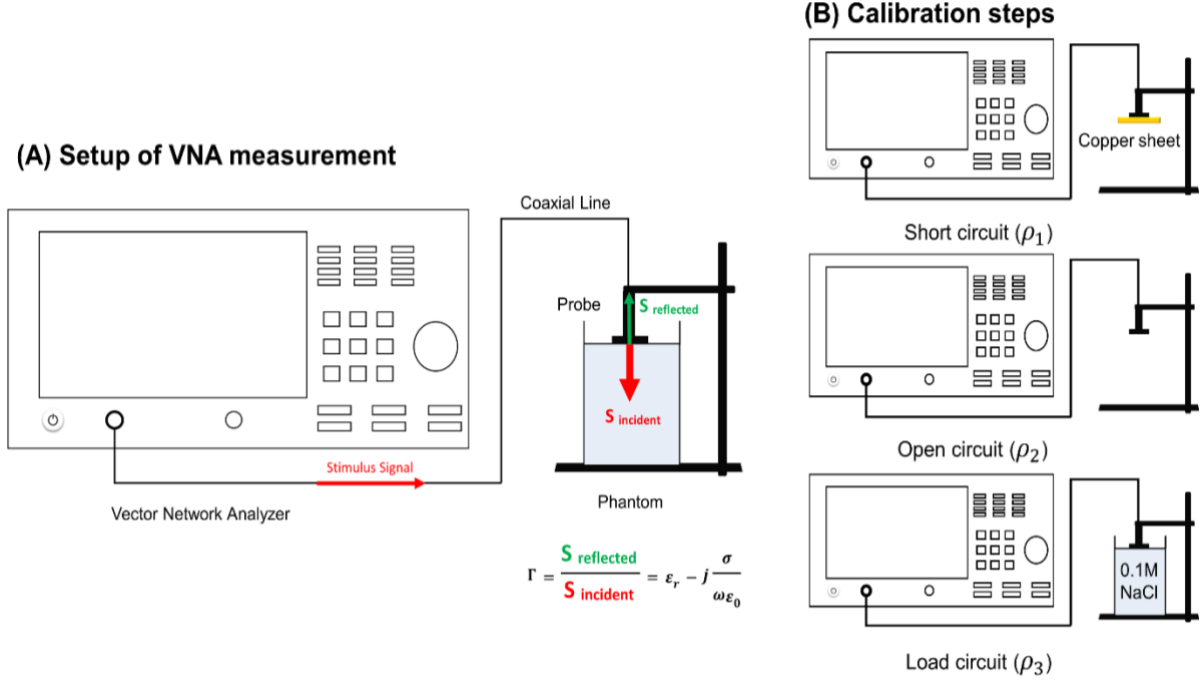 (A) Setup of VNA measurement
Coaxial Line
Probe
S reflected
S incident
Stimulus Signal
Vector Network Analyzer
Phantom
Γ = S reflected / S incident = εr − j σ / ωε0
(B) Calibration steps
Copper sheet
Short circuit (ρ1)
Open circuit (ρ2)
0.1M
NaCl
Load circuit (ρ3)